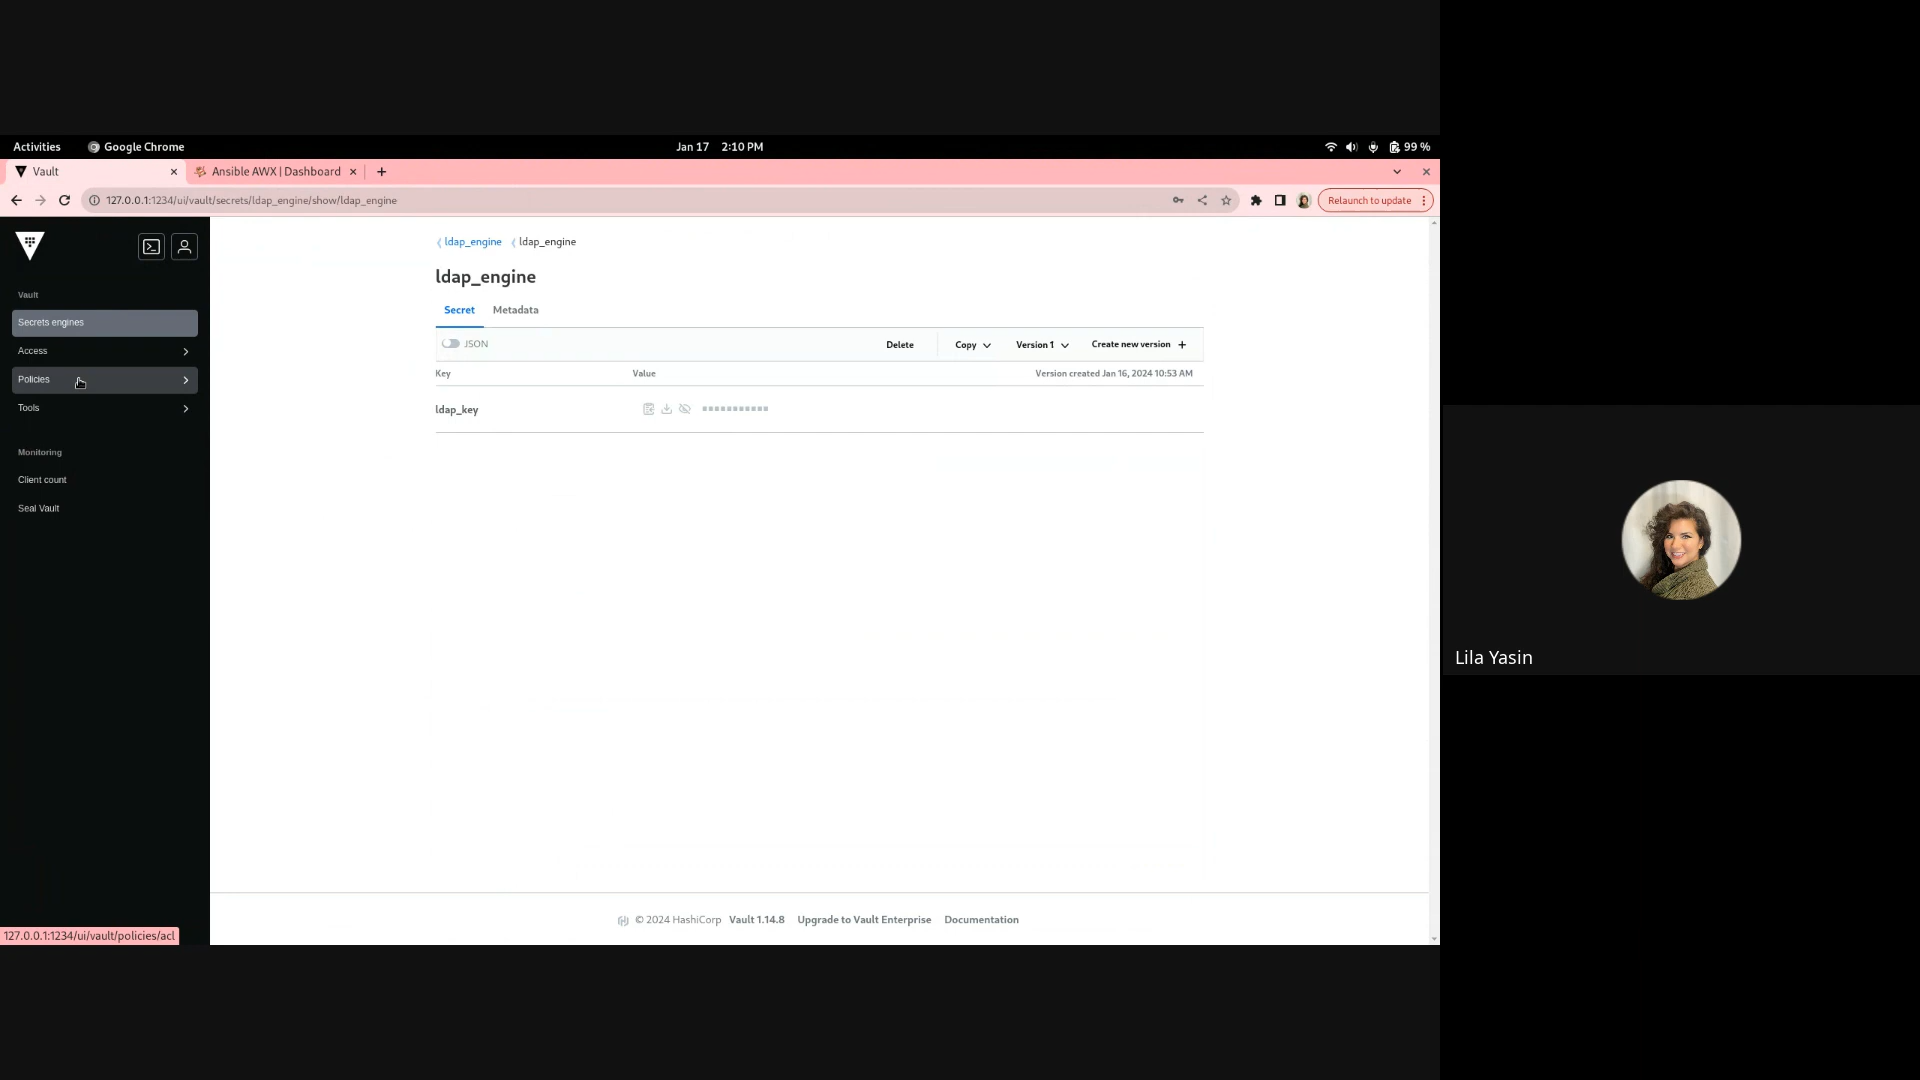 Activities Google Chrome Jan 17 2:10 PM 99 %
Vault Ansible AWX | Dashboard
127.0.0.1:1234/ui/vault/secrets/ldap_engine/show/ldap_engine Relaunch to update
Vault
Secrets engines
Access
Policies
Tools
Monitoring
Client count
Seal Vault
ldap_engine ldap_engine
ldap_engine
Secret Metadata
JSON Delete Copy Version 1 Create new version
Key Value Version created Jan 16, 2024 10:53 AM
ldap_key
© 2024 HashiCorp Vault 1.14.8 Upgrade to Vault Enterprise Documentation
127.0.0.1:1234/ui/vault/policies/acl
Lila Yasin